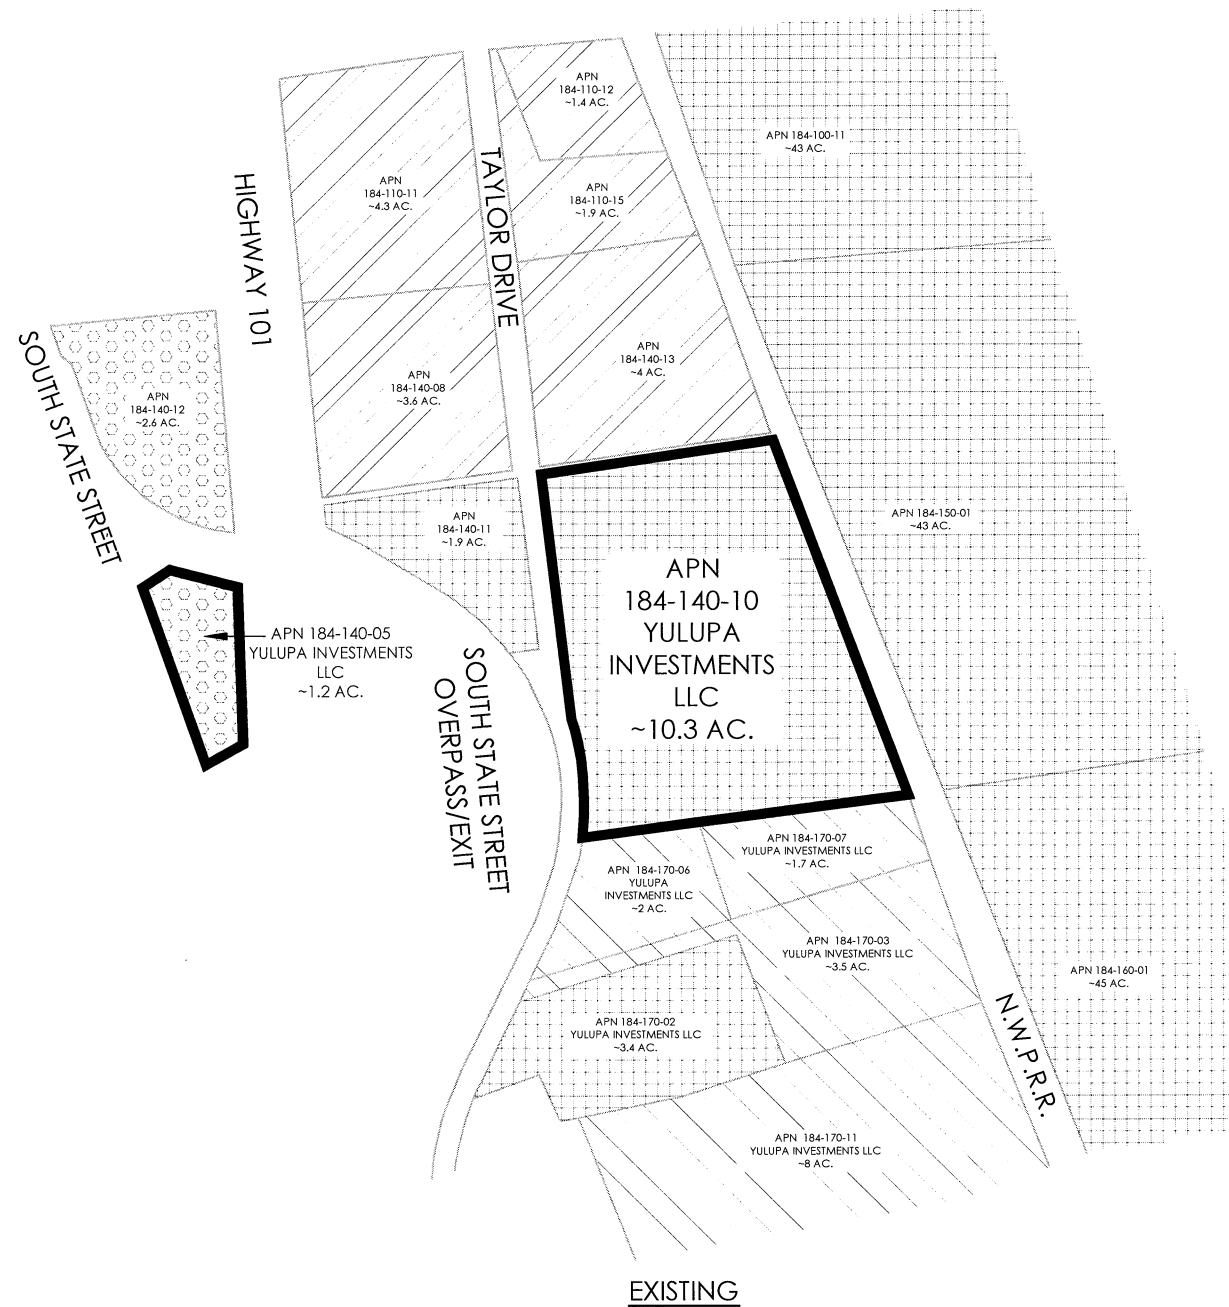 APN
184-110-12
~1.4 AC.
APN 184-100-11
~43 AC.
TAYLOR DRIVE
HIGHWAY 101
APN
184-110-11
~4.3 AC.
APN
184-110-15
~1.9 AC.
SOUTH STATE STREET
APN
184-140-12
~2.6 AC.
APN
184-140-08
~3.6 AC.
APN
184-140-13
~4 AC.
APN
184-140-11
~1.9 AC.
APN 184-150-01
~43 AC.
APN
184-140-10
YULUPA
INVESTMENTS
LLC
~10.3 AC.
APN 184-140-05
YULUPA INVESTMENTS
LLC
~1.2 AC.
SOUTH STATE STREET
OVERPASS/EXIT
APN 184-170-07
YULUPA INVESTMENTS LLC
~1.7 AC.
APN 184-170-06
YULUPA
INVESTMENTS LLC
~2 AC.
APN 184-170-03
YULUPA INVESTMENTS LLC
~3.5 AC.
APN 184-160-01
~45 AC.
N.W.P.R.R.
APN 184-170-02
YULUPA INVESTMENTS LLC
~3.4 AC.
APN 184-170-11
YULUPA INVESTMENTS LLC
~8 AC.
EXISTING